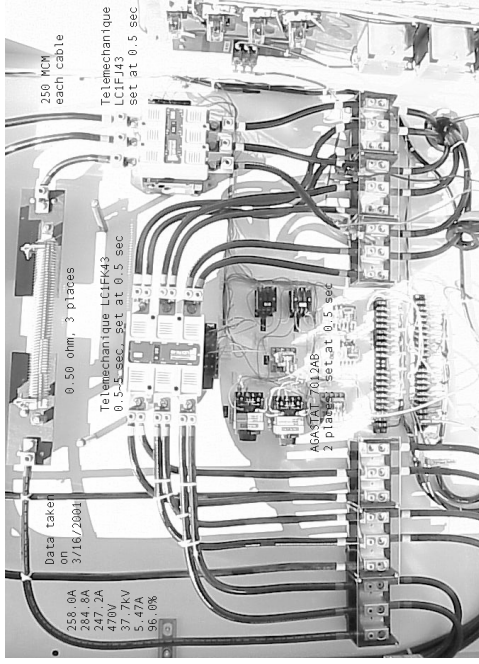 250 MCM
each cable
Telemechanique
LC1FJ43
set at 0.5 sec
0.50 ohm, 3 places
Telemechanique LC1FK43
0.5-5 sec, set at 0.5 sec
AGASTAT 7012AB
2 places, set at 0.5 sec
Data taken
on
3/16/2001
258.0A
284.8A
247.2A
470V
37.7kV
5.47A
96.0%